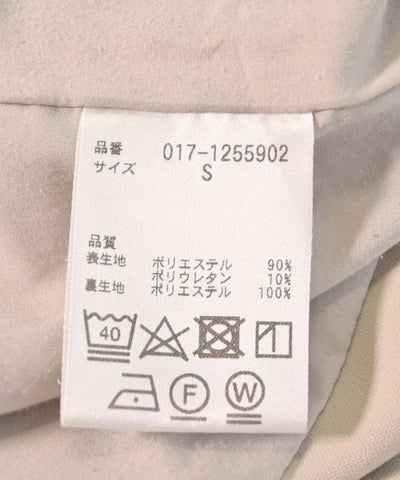 品番 017-1255902
サイズ S
品質
表生地 ポリエステル 90%
ポリウレタン 10%
裏生地 ポリエステル 100%
40
F W